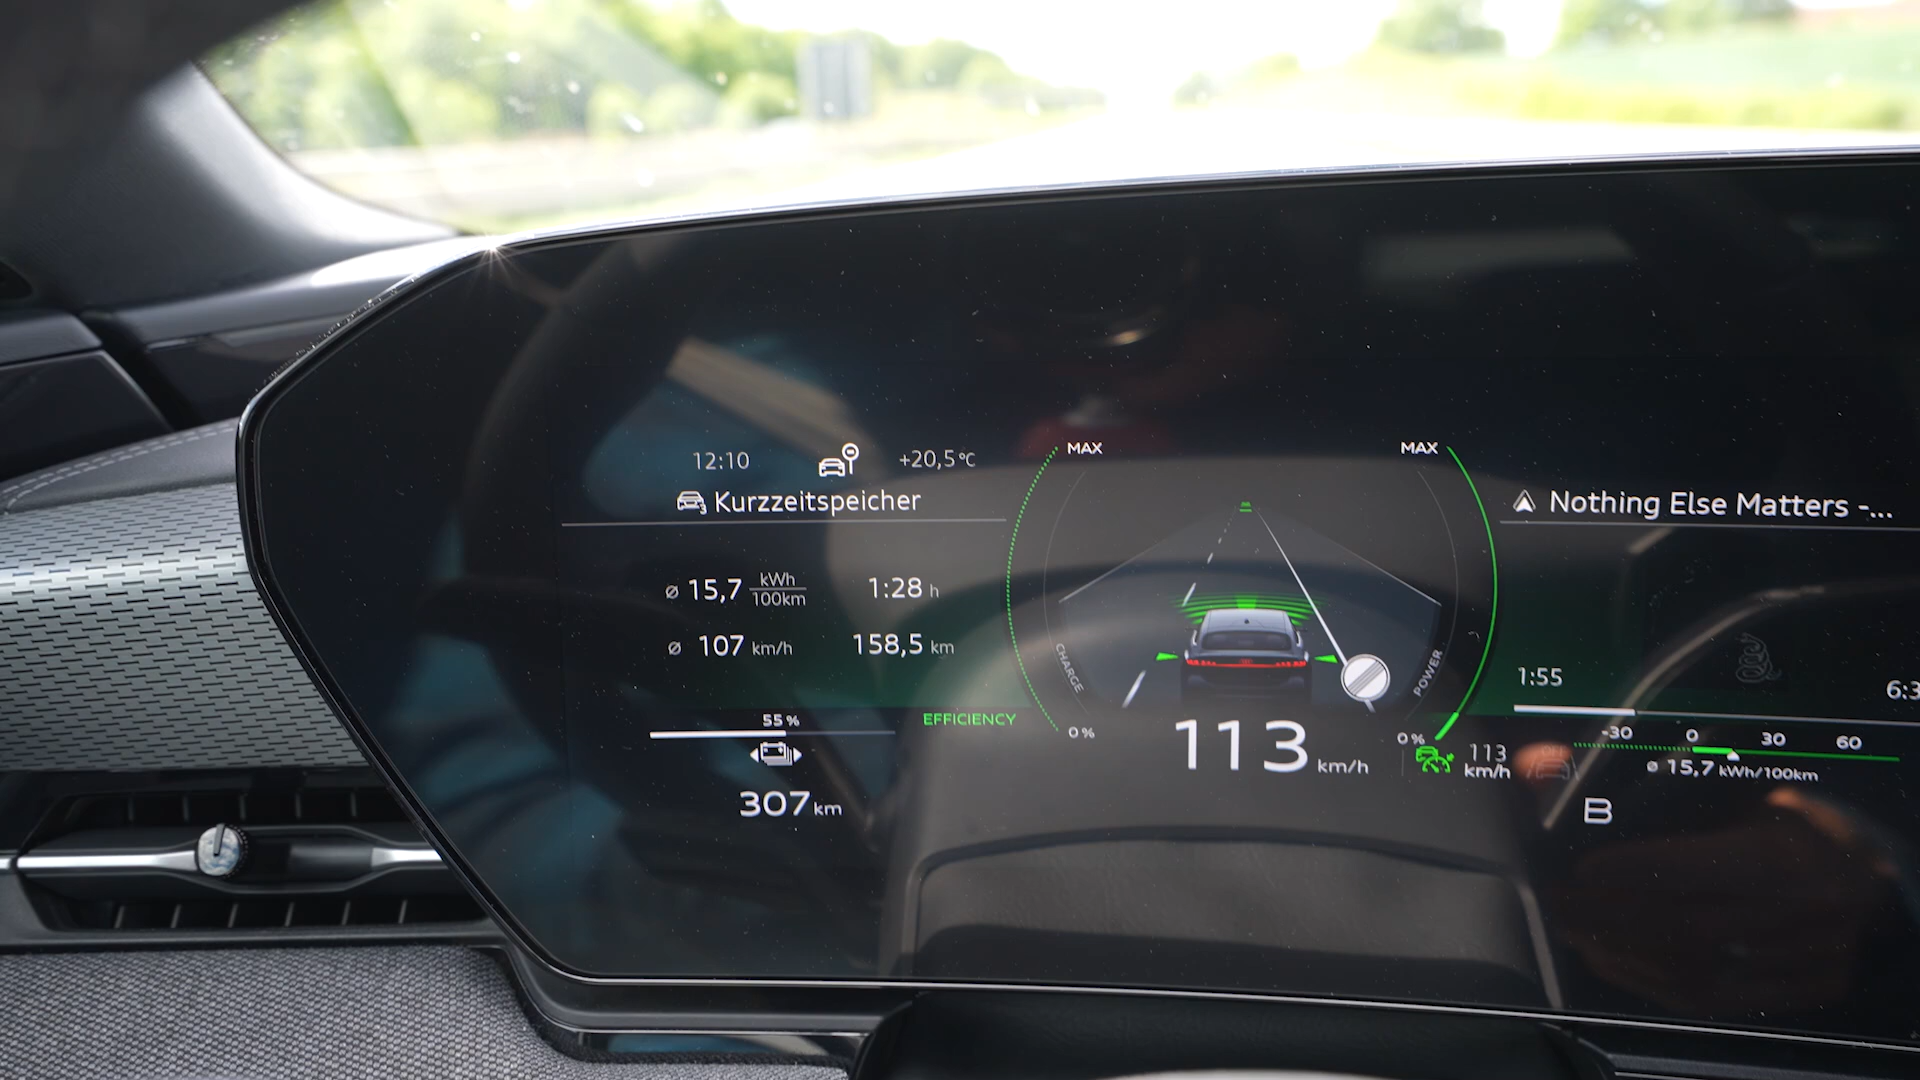 12:10 +20,5°C
Kurzzeitspeicher
ø 15,7 kWh/100km 1:28 h
ø 107 km/h 158,5 km
55 %
EFFICIENCY
307 km
MAX MAX
CHARGE POWER
0 % 0 %
113 km/h
113 km/h
Nothing Else Matters -...
1:55
-30 0 30 60
ø 15,7 kWh/100km
B